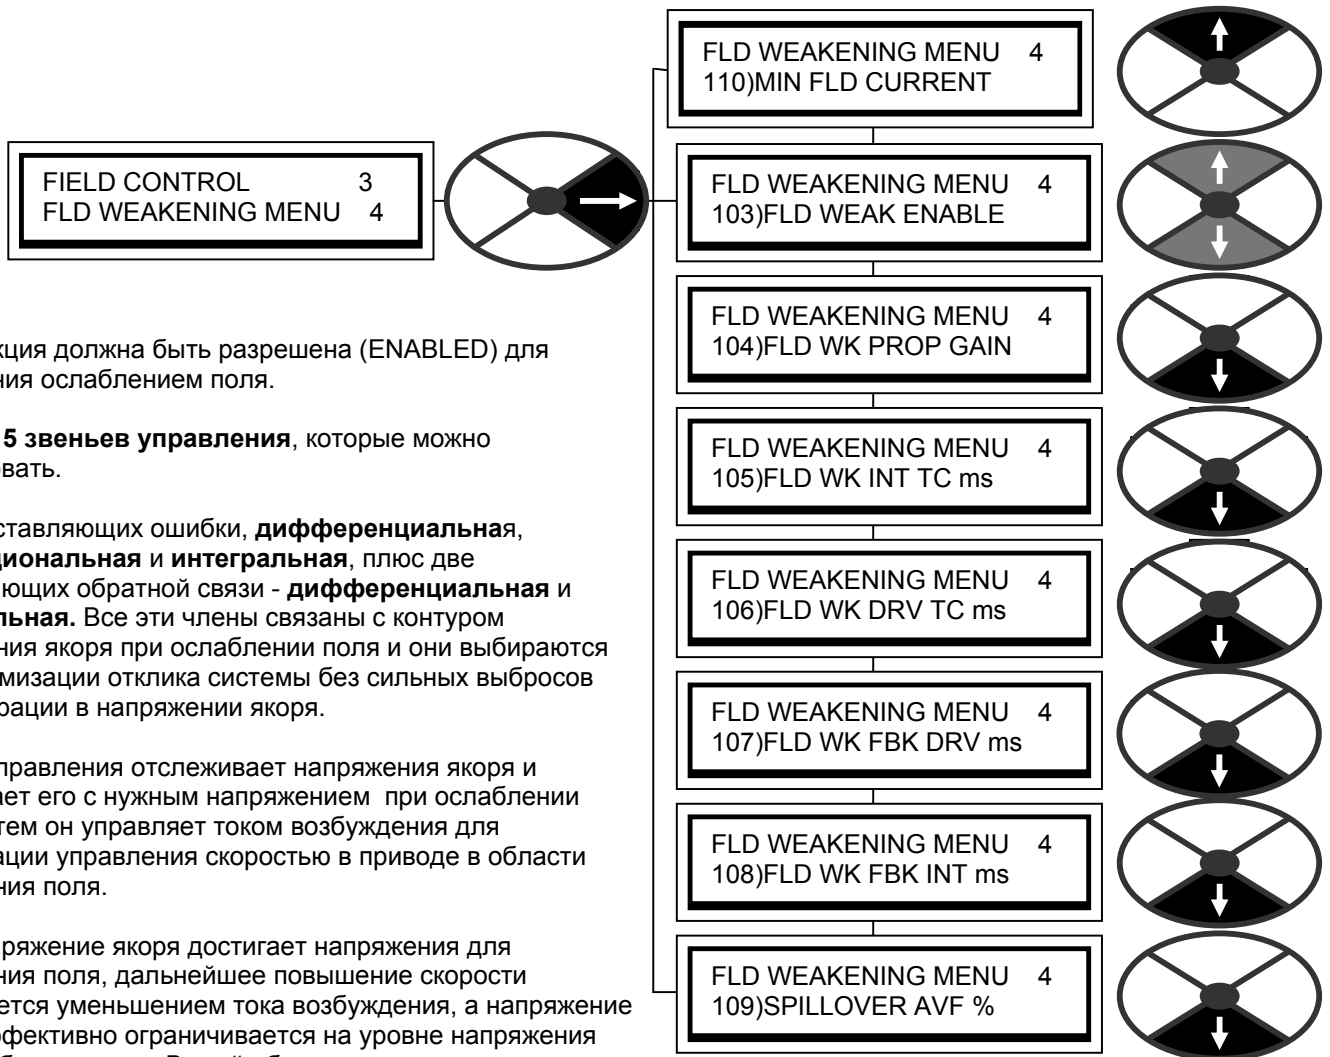 FLD WEAKENING MENU 4
110)MIN FLD CURRENT
FIELD CONTROL 3
FLD WEAKENING MENU 4
FLD WEAKENING MENU 4
103)FLD WEAK ENABLE
FLD WEAKENING MENU 4
104)FLD WK PROP GAIN
FLD WEAKENING MENU 4
105)FLD WK INT TC ms
FLD WEAKENING MENU 4
106)FLD WK DRV TC ms
FLD WEAKENING MENU 4
107)FLD WK FBK DRV ms
FLD WEAKENING MENU 4
108)FLD WK FBK INT ms
FLD WEAKENING MENU 4
109)SPILLOVER AVF %
кция должна быть разрешена (ENABLED) для
ния ослаблением поля.
5 звеньев управления, которые можно
овать.
ставляющих ошибки, дифференциальная,
циональная и интегральная, плюс две
яющих обратной связи - дифференциальная и
льная. Все эти члены связаны с контуром
ния якоря при ослаблении поля и они выбираются
мизации отклика системы без сильных выбросов
рации в напряжении якоря.
правления отслеживает напряжения якоря и
ает его с нужным напряжением при ослаблении
тем он управляет током возбуждения для
ации управления скоростью в приводе в области
ния поля.
пряжение якоря достигает напряжения для
ния поля, дальнейшее повышение скорости
ется уменьшением тока возбуждения, а напряжение
фективно ограничивается на уровне напряжения